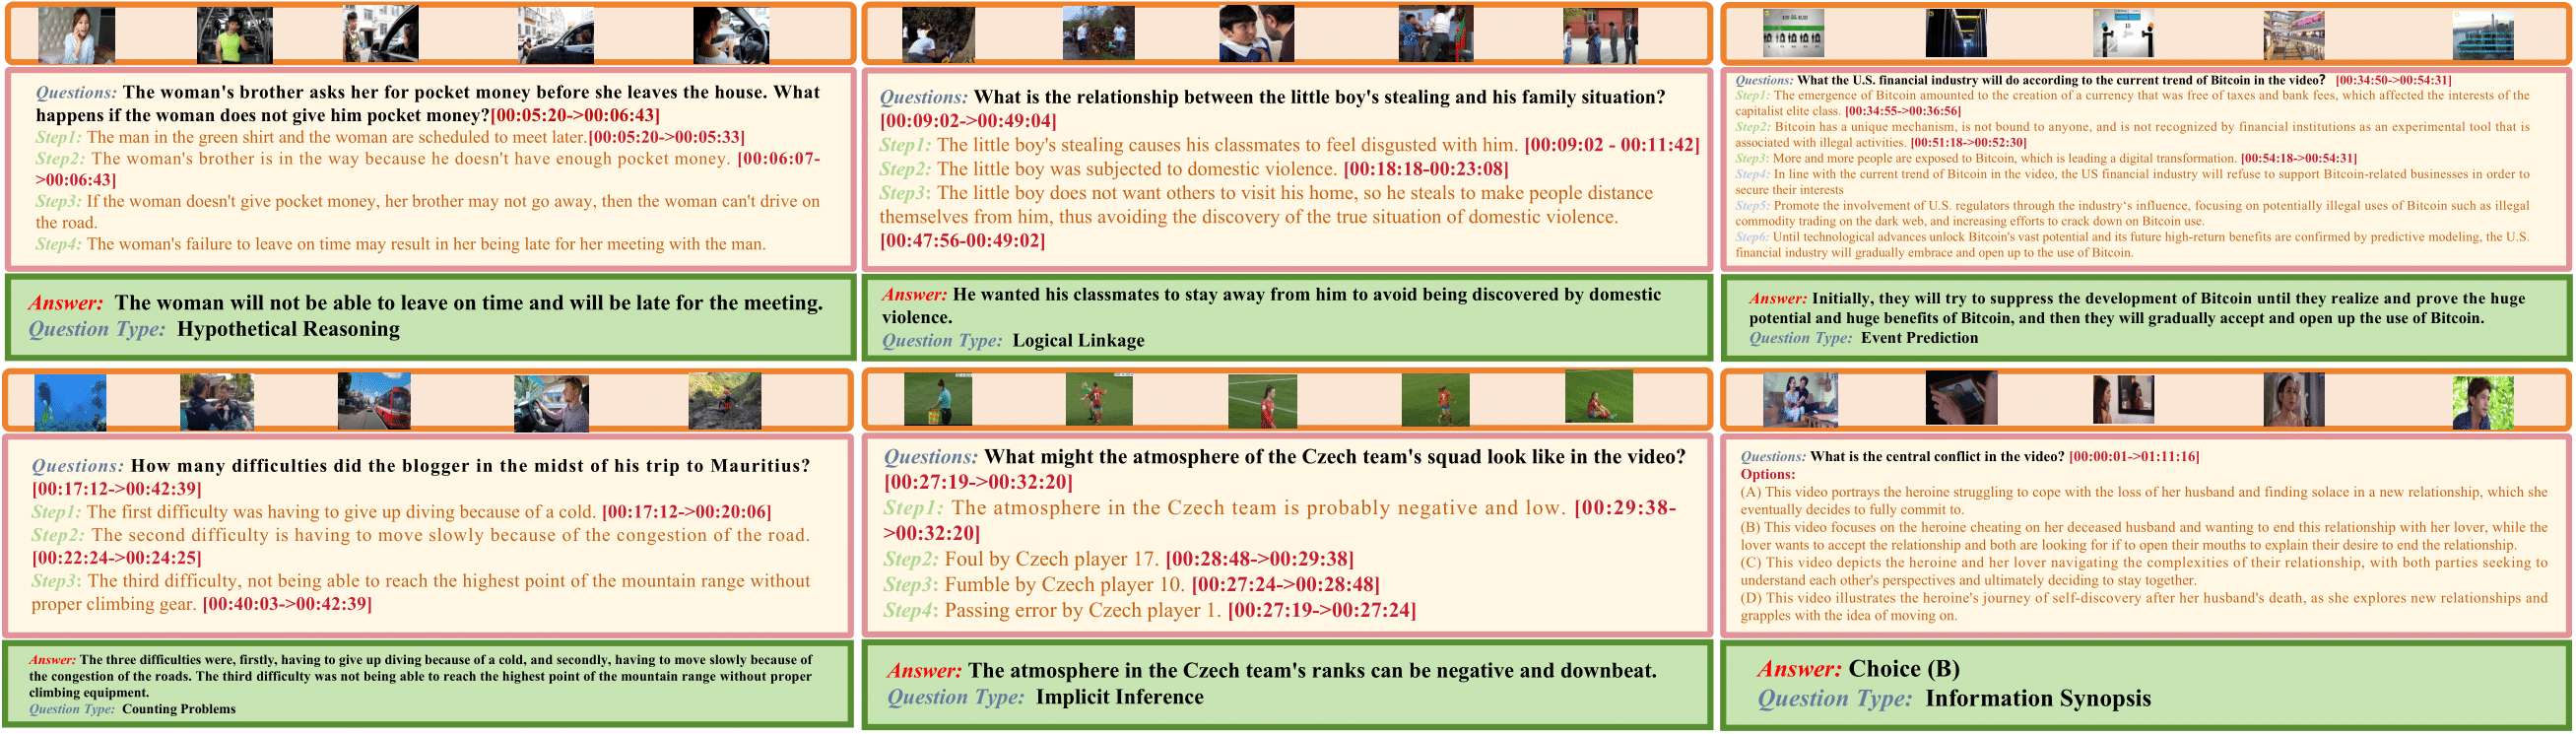 Questions: The woman's brother asks her for pocket money before she leaves the house. What
happens if the woman does not give him pocket money?[00:05:20->00:06:43]
Step1: The man in the green shirt and the woman are scheduled to meet later.[00:05:20->00:05:33]
Step2: The woman's brother is in the way because he doesn't have enough pocket money. [00:06:07-
>00:06:43]
Step3: If the woman doesn't give pocket money, her brother may not go away, then the woman can't drive on
the road.
Step4: The woman's failure to leave on time may result in her being late for her meeting with the man.
Answer: The woman will not be able to leave on time and will be late for the meeting.
Question Type: Hypothetical Reasoning
Questions: What is the relationship between the little boy's stealing and his family situation?
[00:09:02->00:49:04]
Step1: The little boy's stealing causes his classmates to feel disgusted with him. [00:09:02 - 00:11:42]
Step2: The little boy was subjected to domestic violence. [00:18:18-00:23:08]
Step3: The little boy does not want others to visit his home, so he steals to make people distance
themselves from him, thus avoiding the discovery of the true situation of domestic violence.
[00:47:56-00:49:02]
Answer: He wanted his classmates to stay away from him to avoid being discovered by domestic
violence.
Question Type: Logical Linkage
Questions: What the U.S. financial industry will do according to the current trend of Bitcoin in the video? [00:34:50->00:54:31]
Step1: The emergence of Bitcoin amounted to the creation of a currency that was free of taxes and bank fees, which affected the interests of the
capitalist elite class. [00:34:55->00:36:56]
Step2: Bitcoin has a unique mechanism, is not bound to anyone, and is not recognized by financial institutions as an experimental tool that is
associated with illegal activities. [00:51:18->00:52:30]
Step3: More and more people are exposed to Bitcoin, which is leading a digital transformation. [00:54:18->00:54:31]
Step4: In line with the current trend of Bitcoin in the video, the US financial industry will refuse to support Bitcoin-related businesses in order to
secure their interests
Step5: Promote the involvement of U.S. regulators through the industry's influence, focusing on potentially illegal uses of Bitcoin such as illegal
commodity trading on the dark web, and increasing efforts to crack down on Bitcoin use.
Step6: Until technological advances unlock Bitcoin's vast potential and its future high-return benefits are confirmed by predictive modeling, the U.S.
financial industry will gradually embrace and open up to the use of Bitcoin.
Answer: Initially, they will try to suppress the development of Bitcoin until they realize and prove the huge
potential and huge benefits of Bitcoin, and then they will gradually accept and open up the use of Bitcoin.
Question Type: Event Prediction
Questions: How many difficulties did the blogger in the midst of his trip to Mauritius?
[00:17:12->00:42:39]
Step1: The first difficulty was having to give up diving because of a cold. [00:17:12->00:20:06]
Step2: The second difficulty is having to move slowly because of the congestion of the road.
[00:22:24->00:24:25]
Step3: The third difficulty, not being able to reach the highest point of the mountain range without
proper climbing gear. [00:40:03->00:42:39]
Answer: The three difficulties were, firstly, having to give up diving because of a cold, and secondly, having to move slowly because of
the congestion of the roads. The third difficulty was not being able to reach the highest point of the mountain range without proper
climbing equipment.
Question Type: Counting Problems
Questions: What might the atmosphere of the Czech team's squad look like in the video?
[00:27:19->00:32:20]
Step1: The atmosphere in the Czech team is probably negative and low. [00:29:38-
>00:32:20]
Step2: Foul by Czech player 17. [00:28:48->00:29:38]
Step3: Fumble by Czech player 10. [00:27:24->00:28:48]
Step4: Passing error by Czech player 1. [00:27:19->00:27:24]
Answer: The atmosphere in the Czech team's ranks can be negative and downbeat.
Question Type: Implicit Inference
Questions: What is the central conflict in the video? [00:00:01->01:11:16]
Options:
(A) This video portrays the heroine struggling to cope with the loss of her husband and finding solace in a new relationship, which she
eventually decides to fully commit to.
(B) This video focuses on the heroine cheating on her deceased husband and wanting to end this relationship with her lover, while the
lover wants to accept the relationship and both are looking for if to open their mouths to explain their desire to end the relationship.
(C) This video depicts the heroine and her lover navigating the complexities of their relationship, with both parties seeking to
understand each other's perspectives and ultimately deciding to stay together.
(D) This video illustrates the heroine's journey of self-discovery after her husband's death, as she explores new relationships and
grapples with the idea of moving on.
Answer: Choice (B)
Question Type: Information Synopsis